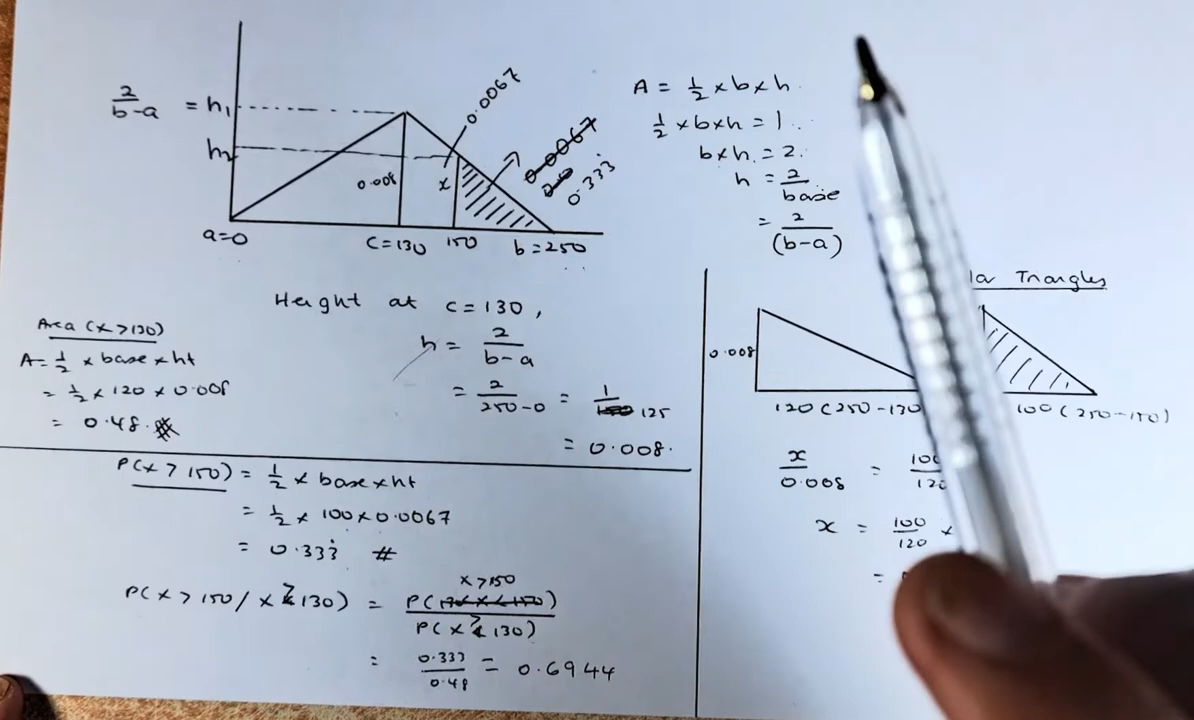 2/(b-a) = h₁
h
0.0067
0.0067
0.333̇
0.008
x
a=0
C=130
150
b=250
A = 1/2 × b × h
1/2 × b × h = 1.
b × h = 2.
h = 2/base
= 2/(b-a)
Height at c = 130,
h = 2/(b-a)
= 2/(250-0) = 1/125
= 0.008.
Area (x > 130)
A = 1/2 × base × ht
= 1/2 × 120 × 0.008
= 0.48.
P(x > 150) = 1/2 × base × ht
= 1/2 × 100 × 0.0067
= 0.333̇ #
P(x > 150 / x > 130) = P(x > 150) / P(x > 130)
= 0.333/0.48 = 0.6944
Triangles
0.008
120 (250-130
100 (250-150)
x/0.008 =
x = 100/120 ×
=